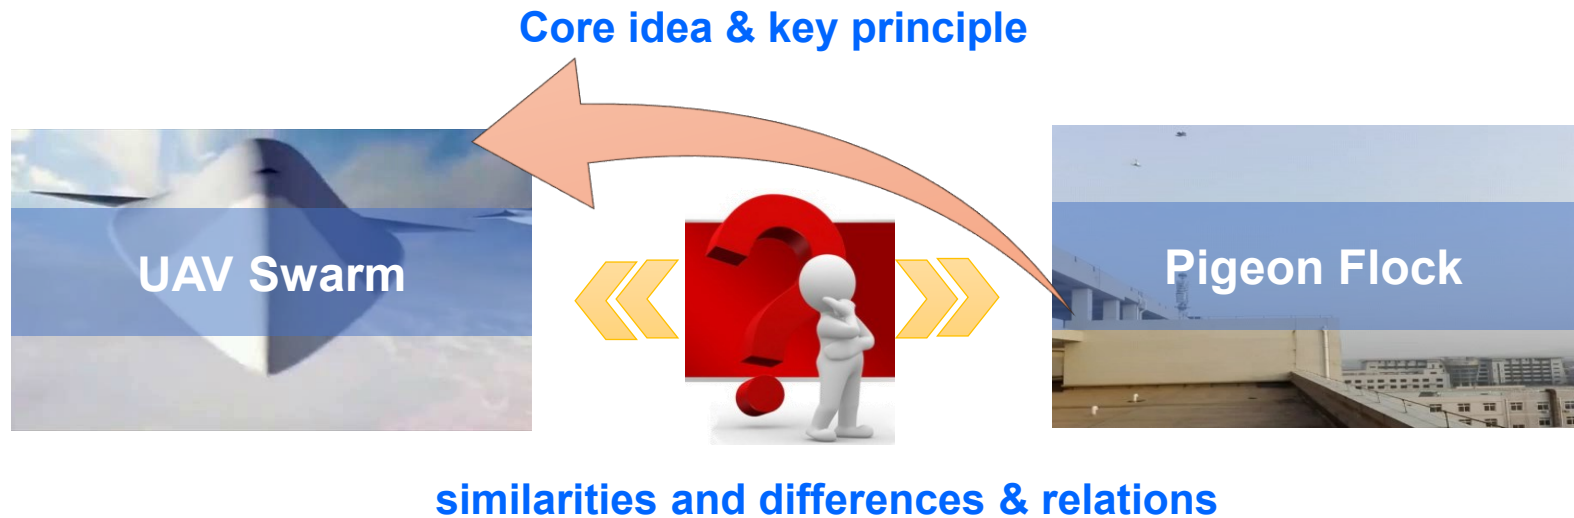 Core idea & key principle
UAV Swarm
Pigeon Flock
similarities and differences & relations